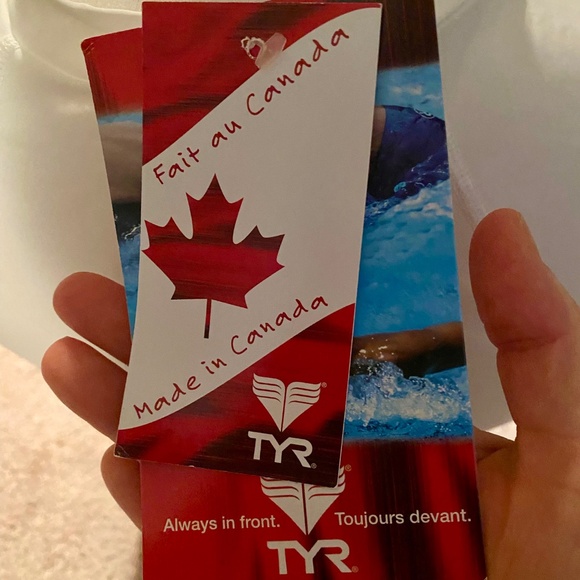 Fait au Canada
Made in Canada
TYR®
Always in front. Toujours devant.
TYR®